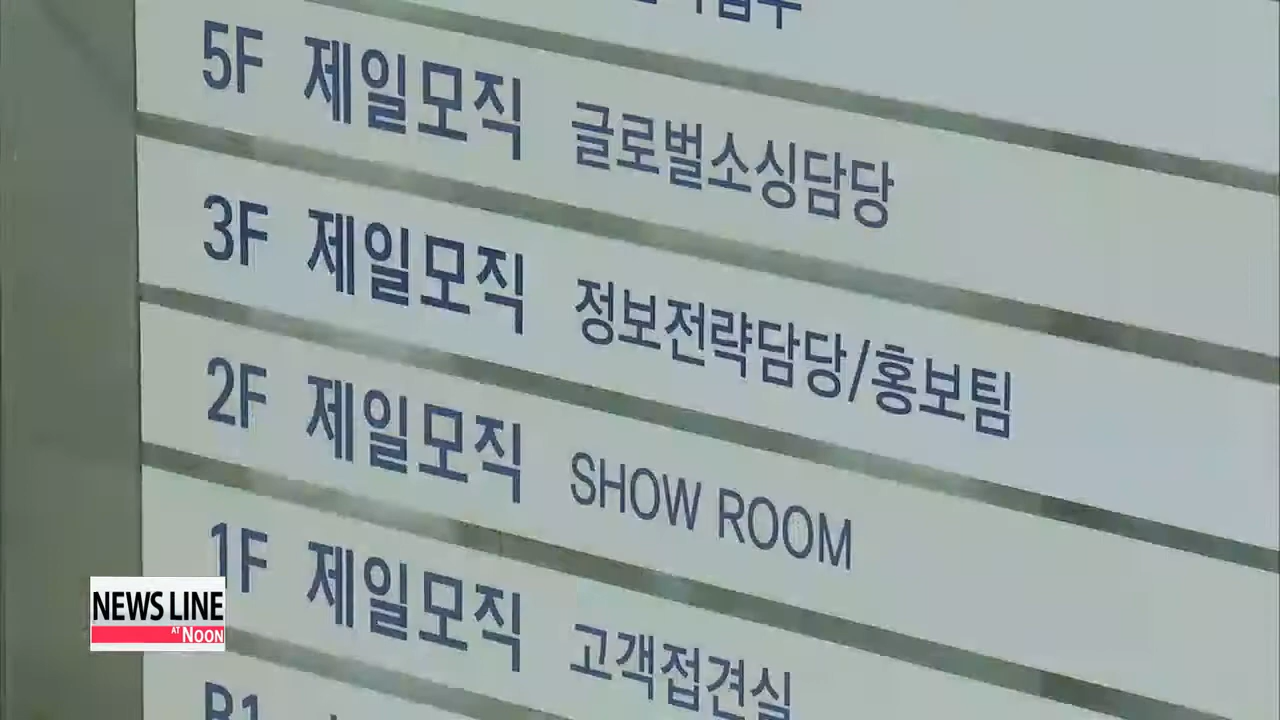 5F 제일모직 글로벌소싱담당
3F 제일모직 정보전략담당/홍보팀
2F 제일모직 SHOW ROOM
1F 제일모직 고객접견실
B1
NEWS LINE
AT NOON